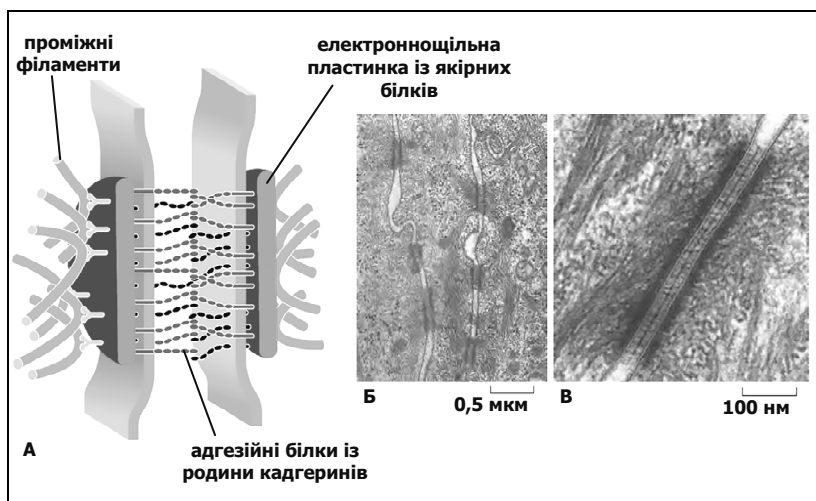 проміжні
філаменти
електроннощільна
пластинка із якірних
білків
адгезійні білки із
родини кадгеринів
А
Б
0,5 мкм
В
100 нм